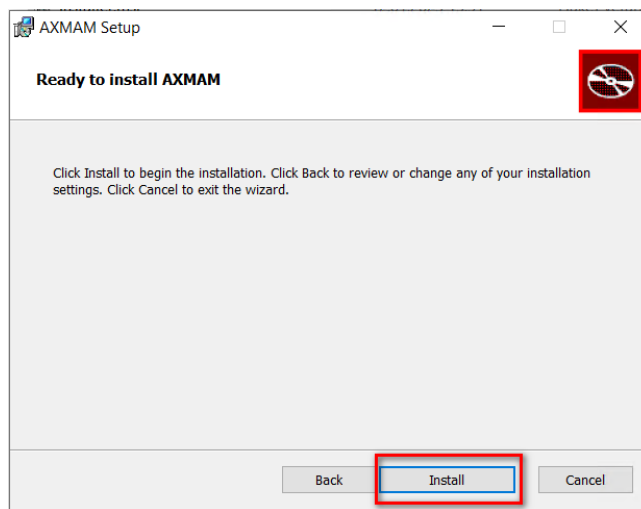 AXMAM Setup
Ready to install AXMAM
Click Install to begin the installation. Click Back to review or change any of your installation
settings. Click Cancel to exit the wizard.
Back Install Cancel